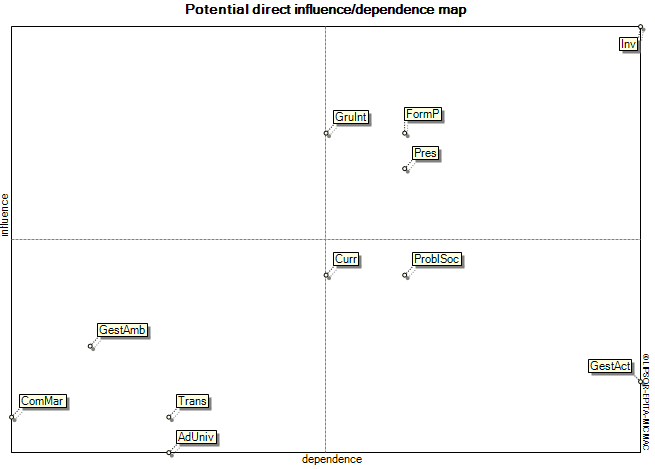 Potential direct influence/dependence map
Inv
GruInt
FormP
Pres
influence
Curr
ProblSoc
GestAmb
GestAct
ComMar
Trans
AdUniv
© LIPSOR-EPITA-MICMAC
dependence